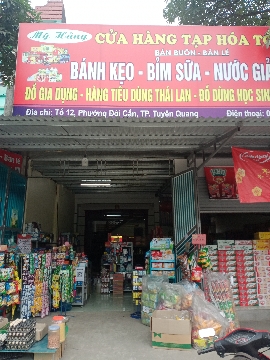 Mỹ Hằng
CỬA HÀNG TẠP HÓA TỔ
BÁN BUÔN - BÁN LẺ
BÁNH KẸO - BỈM SỮA - NƯỚC GIẢ
ĐỒ GIA DỤNG - HÀNG TIÊU DÙNG THÁI LAN - ĐỒ DÙNG HỌC SIN
Địa chỉ: Tổ 12, Phường Đội Cấn, TP. Tuyên Quang
Điện thoại: 0